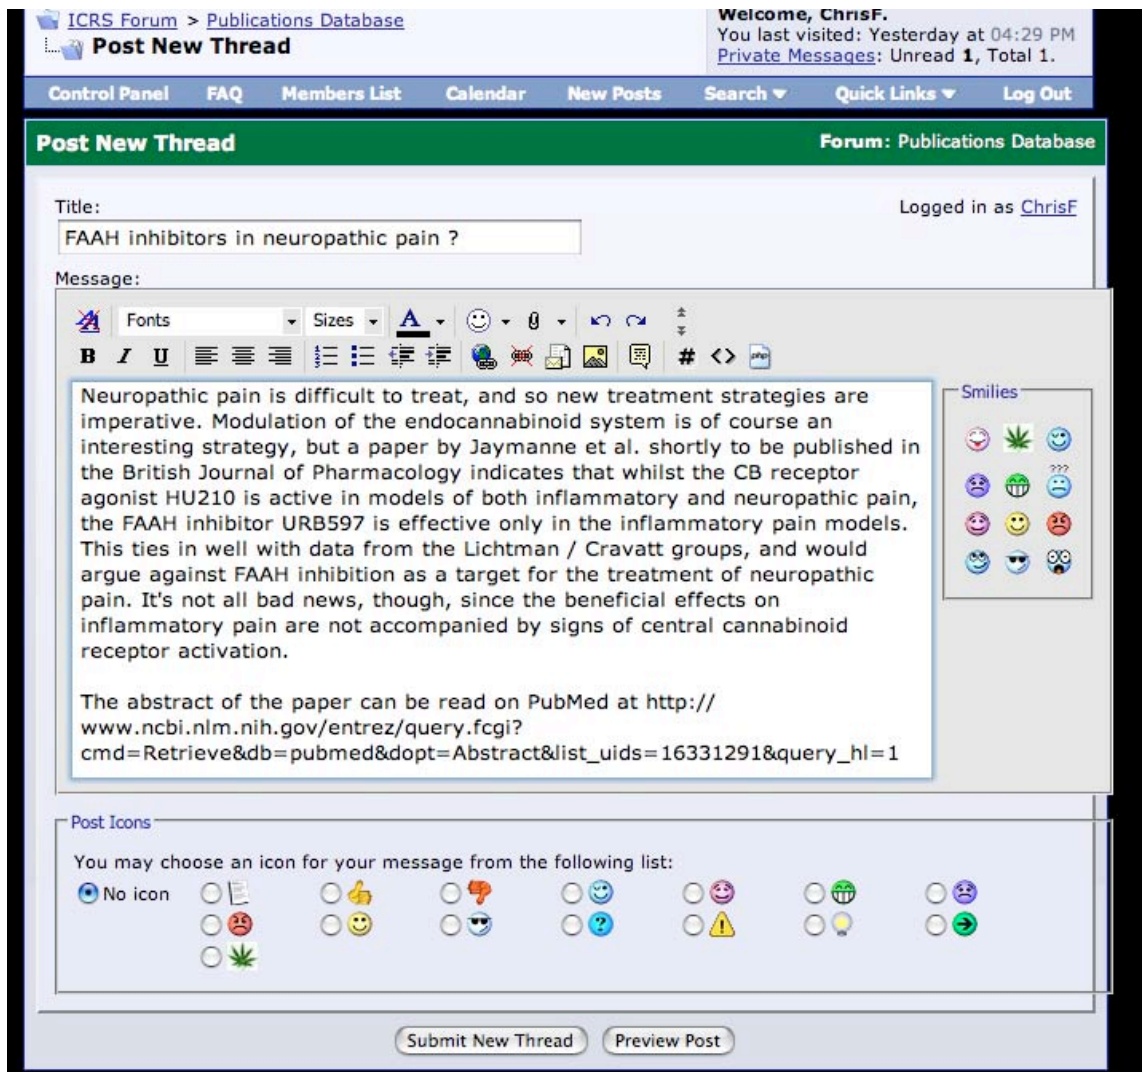 ICRS Forum > Publications Database
Post New Thread
Welcome, ChrisF.
You last visited: Yesterday at 04:29 PM
Private Messages: Unread 1, Total 1.
Control Panel FAQ Members List Calendar New Posts Search Quick Links Log Out
Post New Thread Forum: Publications Database
Title: Logged in as ChrisF
FAAH inhibitors in neuropathic pain ?
Message:
Fonts Sizes A
B I U # <> php
Neuropathic pain is difficult to treat, and so new treatment strategies are
imperative. Modulation of the endocannabinoid system is of course an
interesting strategy, but a paper by Jaymanne et al. shortly to be published in
the British Journal of Pharmacology indicates that whilst the CB receptor
agonist HU210 is active in models of both inflammatory and neuropathic pain,
the FAAH inhibitor URB597 is effective only in the inflammatory pain models.
This ties in well with data from the Lichtman / Cravatt groups, and would
argue against FAAH inhibition as a target for the treatment of neuropathic
pain. It's not all bad news, though, since the beneficial effects on
inflammatory pain are not accompanied by signs of central cannabinoid
receptor activation.
The abstract of the paper can be read on PubMed at http://
www.ncbi.nlm.nih.gov/entrez/query.fcgi?
cmd=Retrieve&db=pubmed&dopt=Abstract&list_uids=16331291&query_hl=1
Smilies
???
Post Icons
You may choose an icon for your message from the following list:
No icon
?
!
Submit New Thread Preview Post